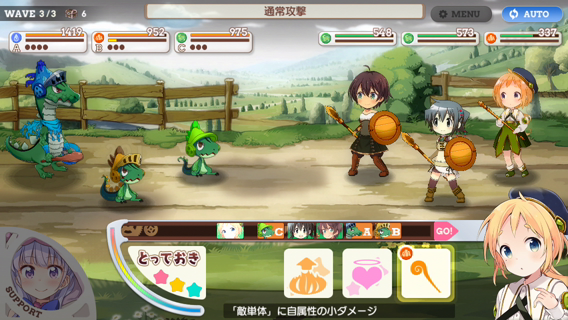 WAVE 3/3 6
通常攻撃
MENU
AUTO
1419
A
952
B
975
C
548
573
337
C A B GO!
とっておき
SUPPORT
「敵単体」に自属性の小ダメージ